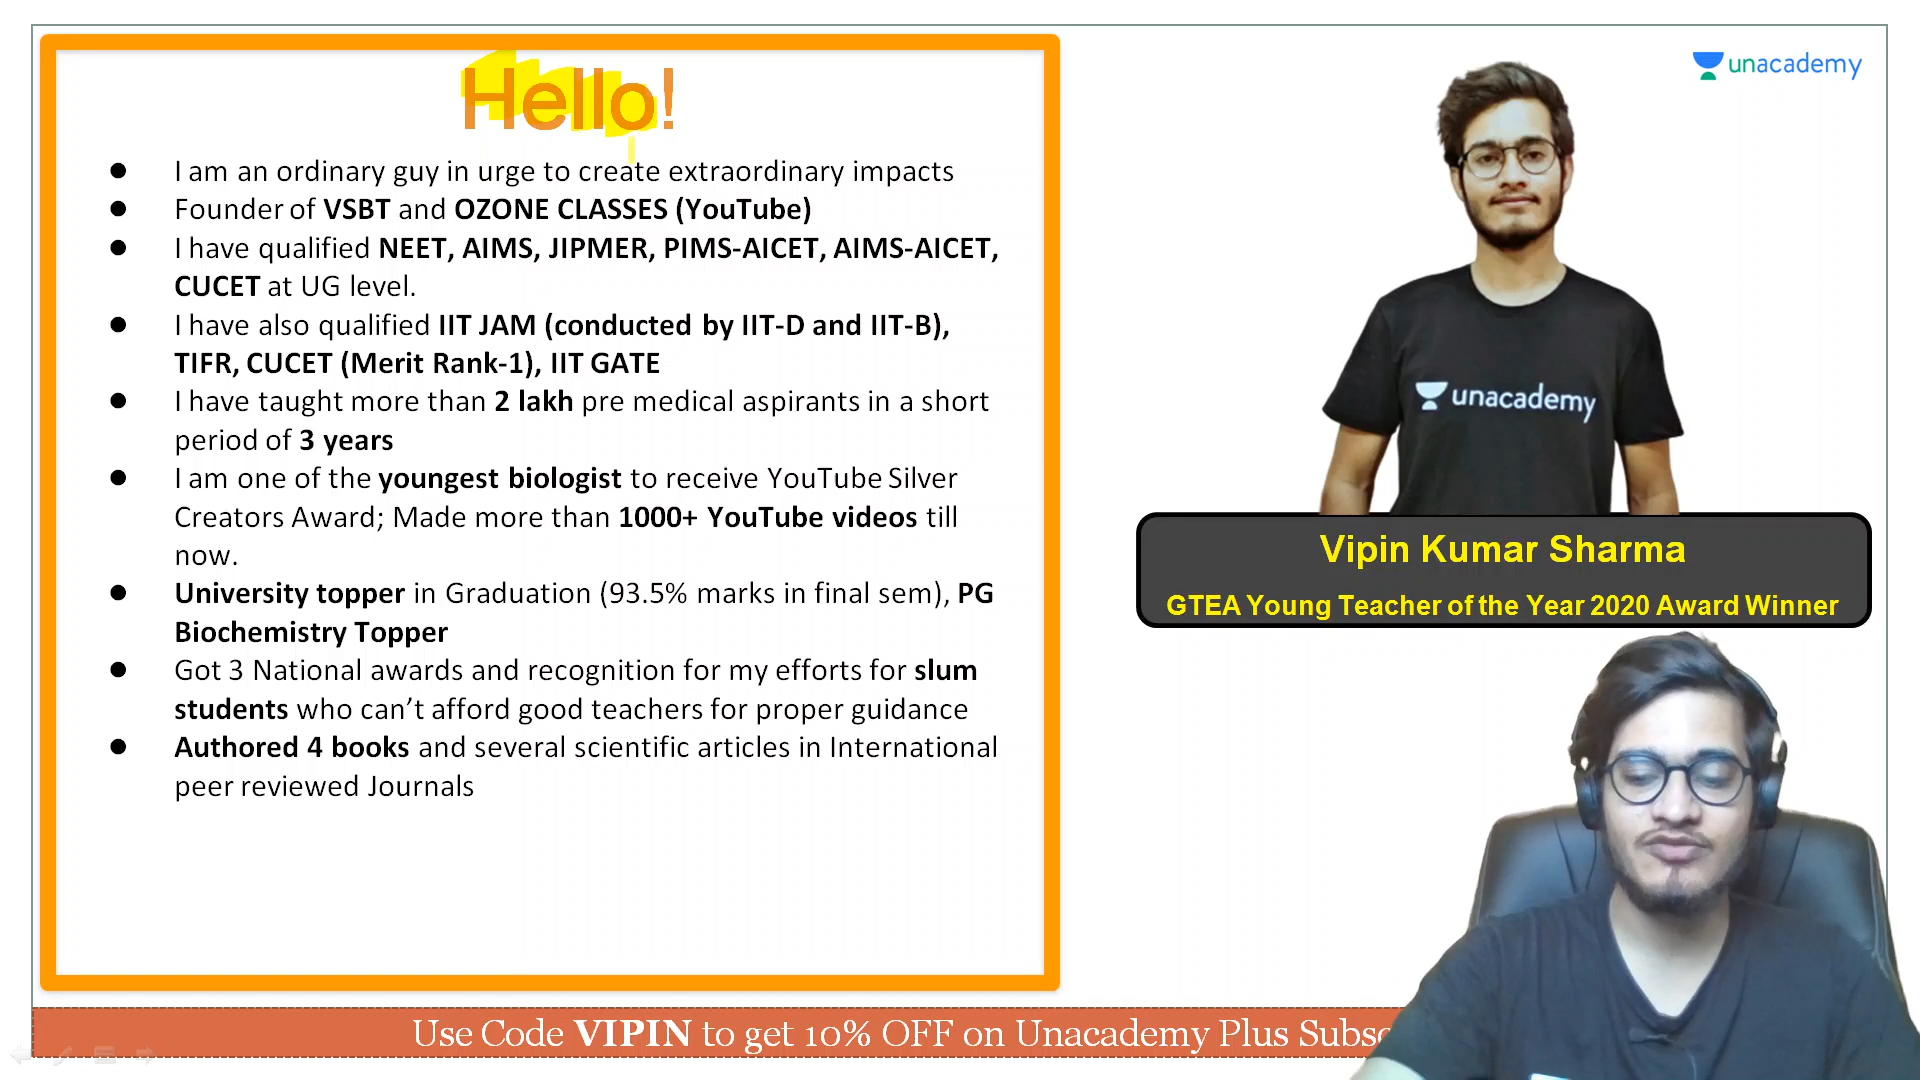 Hello!
● I am an ordinary guy in urge to create extraordinary impacts
● Founder of VSBT and OZONE CLASSES (YouTube)
● I have qualified NEET, AIMS, JIPMER, PIMS-AICET, AIMS-AICET,
CUCET at UG level.
● I have also qualified IIT JAM (conducted by IIT-D and IIT-B),
TIFR, CUCET (Merit Rank-1), IIT GATE
● I have taught more than 2 lakh pre medical aspirants in a short
period of 3 years
● I am one of the youngest biologist to receive YouTube Silver
Creators Award; Made more than 1000+ YouTube videos till
now.
● University topper in Graduation (93.5% marks in final sem), PG
Biochemistry Topper
● Got 3 National awards and recognition for my efforts for slum
students who can’t afford good teachers for proper guidance
● Authored 4 books and several scientific articles in International
peer reviewed Journals
unacademy
unacademy
Vipin Kumar Sharma
GTEA Young Teacher of the Year 2020 Award Winner
Use Code VIPIN to get 10% OFF on Unacademy Plus